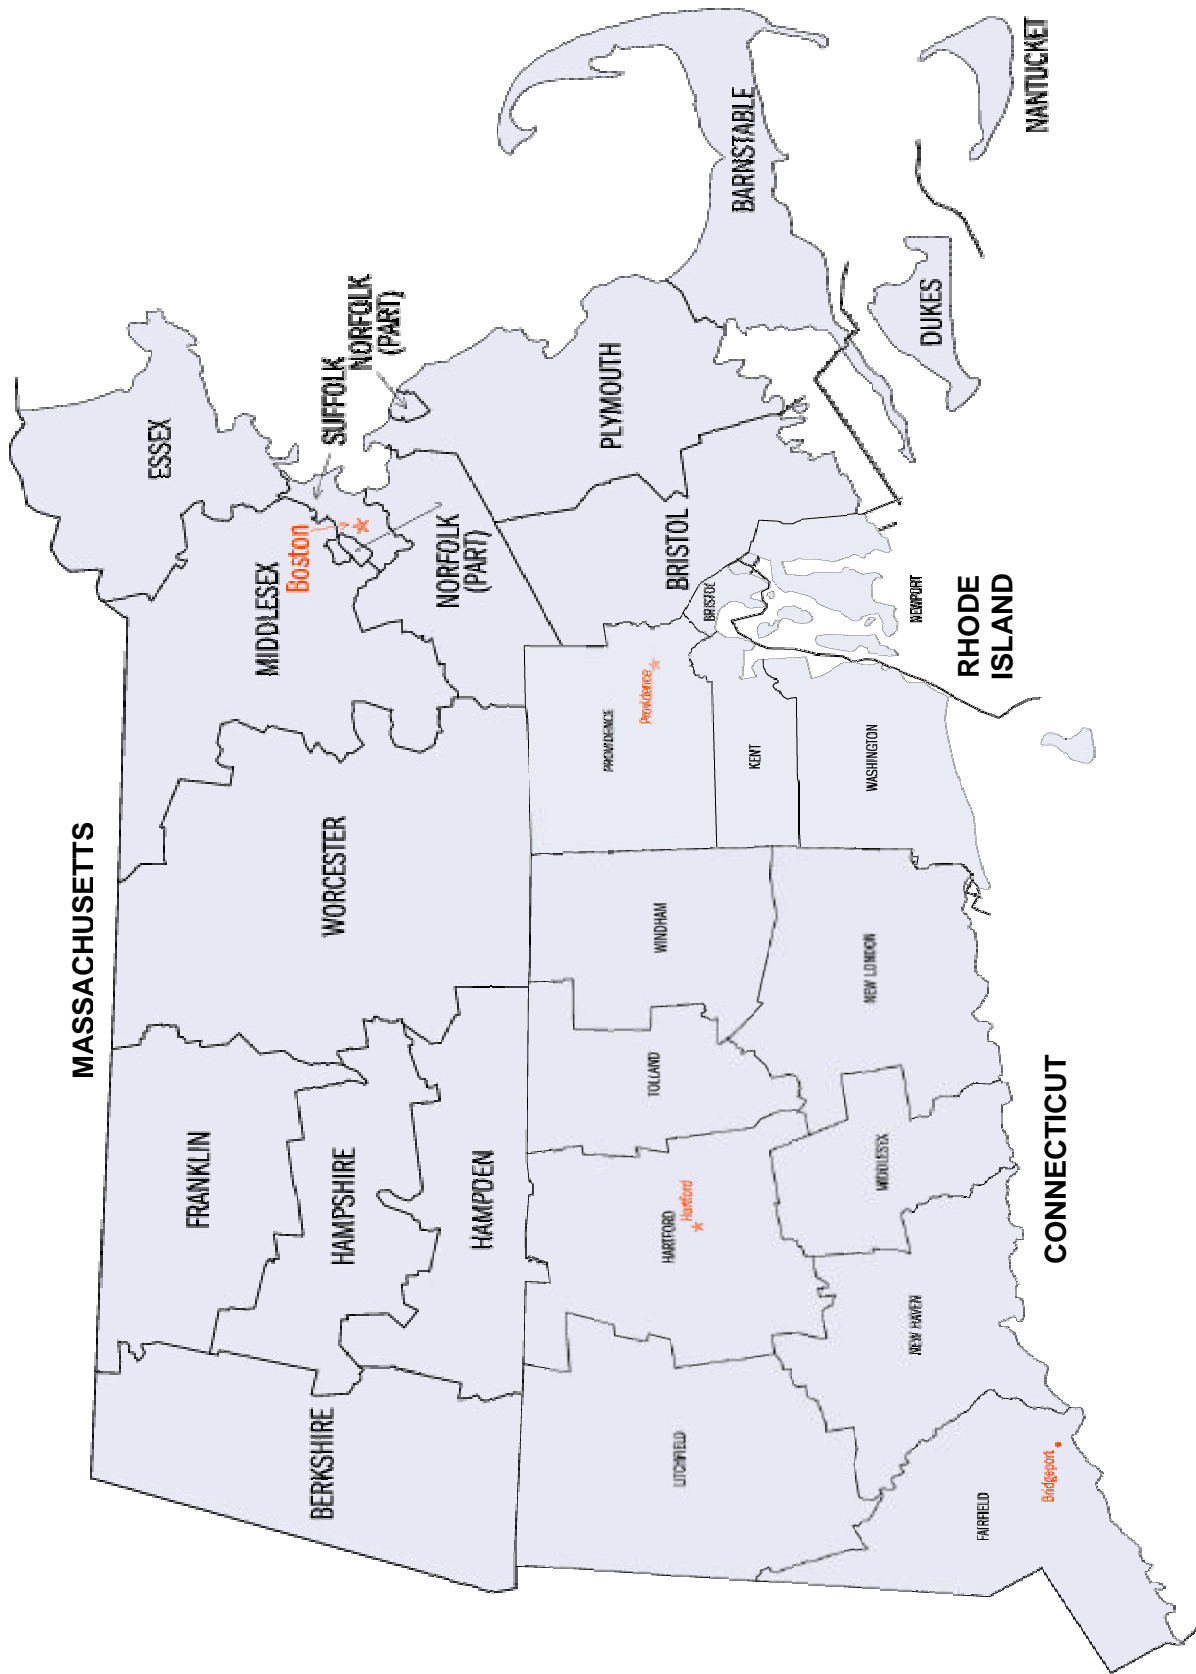 MASSACHUSETTS
ESSEX
MIDDLESEX
SUFFOLK
Boston
NORFOLK
(PART)
NORFOLK
(PART)
FRANKLIN
WORCESTER
HAMPSHIRE
BERKSHIRE
HAMPDEN
PLYMOUTH
BRISTOL
BARNSTABLE
DUKES
NANTUCKET
PROVIDENCE
Providence
BRISTOL
KENT
NEWPORT
WASHINGTON
RHODE
ISLAND
WINDHAM
TOLLAND
HARTFORD
Hartford
LITCHFIELD
NEW LONDON
MIDDLESEX
NEW HAVEN
FAIRFIELD
Bridgeport
CONNECTICUT